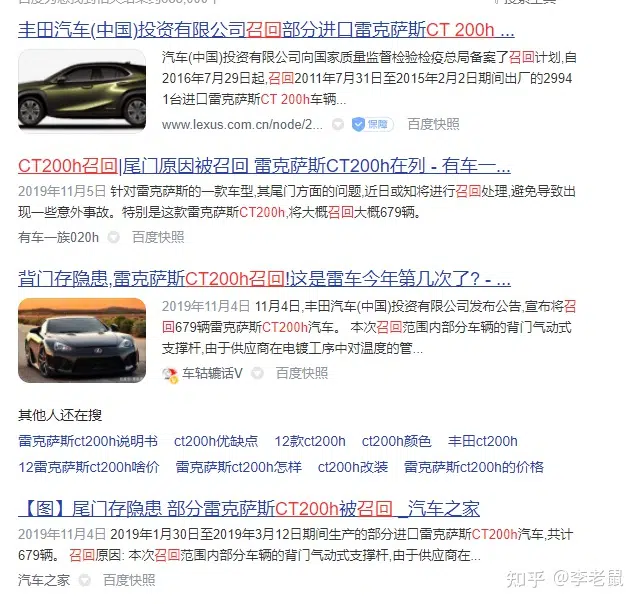 丰田汽车(中国)投资有限公司召回部分进口雷克萨斯CT 200h ...
汽车(中国)投资有限公司向国家质量监督检验检疫总局备案了召回计划,自
2016年7月29日起,召回2011年7月31日至2015年2月2日期间出厂的2994
1台进口雷克萨斯CT 200h车辆...
www.lexus.com.cn/node/2... 保障 百度快照
CT200h召回|尾门原因被召回 雷克萨斯CT200h在列 - 有车一...
2019年11月5日 针对雷克萨斯的一款车型,其尾门方面的问题,近日或知将进行召回处理,避免导致出
现一些意外事故。特别是这款雷克萨斯CT200h,将大概召回大概679辆。
有车一族020h 百度快照
背门存隐患,雷克萨斯CT200h召回!这是雷车今年第几次了? - ...
2019年11月4日 11月4日,丰田汽车(中国)投资有限公司发布公告,宣布将召
回679辆雷克萨斯CT200h汽车。 本次召回范围内部分车辆的背门气动式
支撑杆,由于供应商在电镀工序中对温度的管...
车轱辘话V 百度快照
其他人还在搜
雷克萨斯ct200h说明书 ct200h优缺点 12款ct200h ct200h颜色 丰田ct200h
12雷克萨斯ct200h啥价 雷克萨斯ct200h怎样 ct200h改装 雷克萨斯ct200h的价格
【图】尾门存隐患 部分雷克萨斯CT200h被召回 _汽车之家
2019年11月4日 2019年1月30日至2019年3月12日期间生产的部分进口雷克萨斯CT200h汽车,共计
679辆。 召回原因: 本次召回范围内部分车辆的背门气动式支撑杆,由于供应商在...
汽车之家 百度快照
知乎 @李老鼠